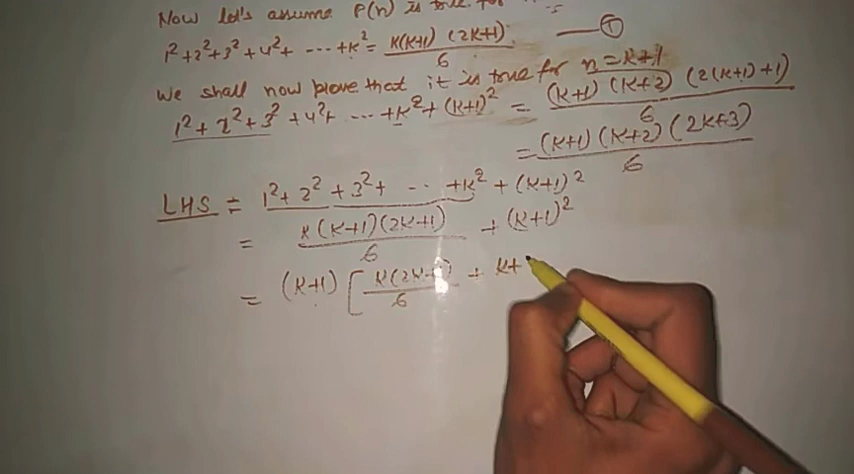 Now let's assume P(n) is true for
1² + 2² + 3² + 4² + ... + k² = k(k+1) (2k+1) / 6 — ①
We shall now prove that it is true for n = k+1
1² + 2² + 3² + 4² + ... + k² + (k+1)² = (k+1) (k+2) (2(k+1)+1) / 6
= (k+1) (k+2) (2k+3) / 6
LHS = 1² + 2² + 3² + ... + k² + (k+1)²
= k(k+1)(2k+1) / 6 + (k+1)²
= (k+1) [ k(2k+1) / 6 + k+